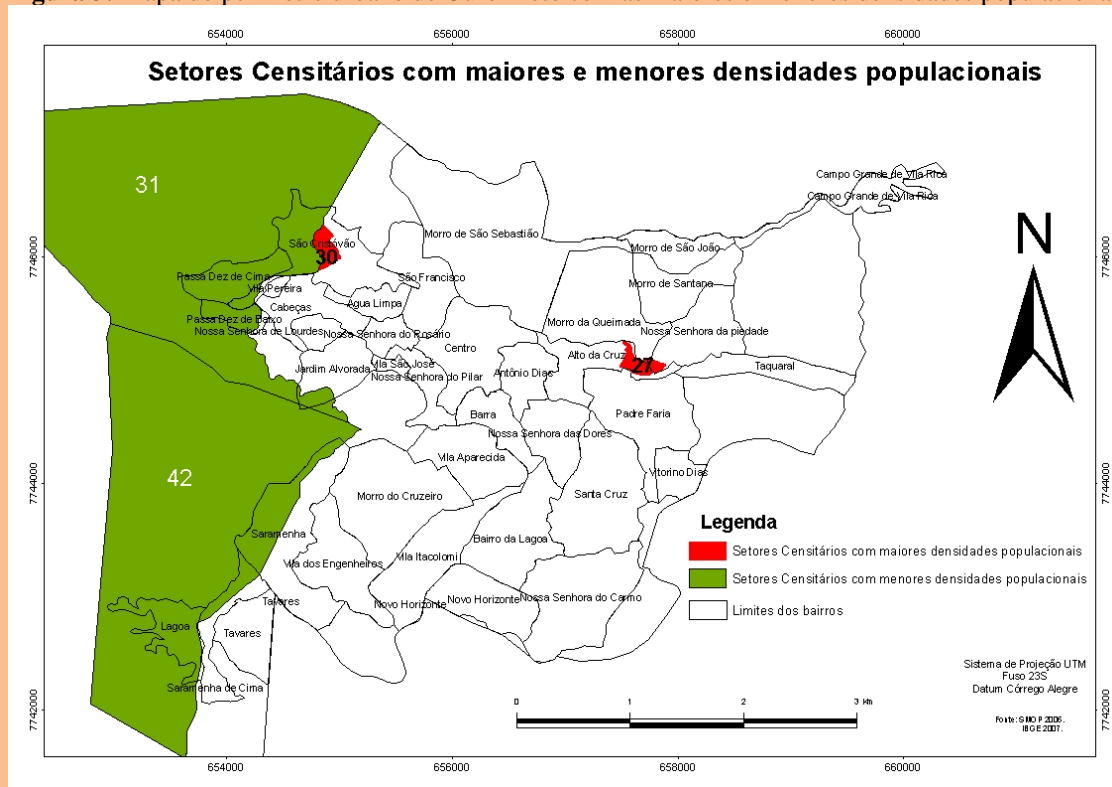 654000 656000 658000 660000
Setores Censitários com maiores e menores densidades populacionais
Campo Grande de Vila Rica
31
Campo Grande de Vila Rica
Morro de São Sebastião
N
São Cristóvão
Morro de São João
7746000
30
7746000
Passa Dez de Cima
São Francisco
Vila Pereira
Morro de Santana
Cabeças
Agua Limpa
Passa Dez de Baixo
Morro da Queimada
Nossa Senhora de Lourdes
Nossa Senhora do Rosário
Nossa Senhora da piedade
Centro
Alto da Cruz
27
Vila São José
Jardim Alvorada
Taquaral
Nossa Senhora do Pilar
Antônio Dias
Barra
Padre Faria
Nossa Senhora das Dores
42
Vila Aparecida
Vitorino Dias
7744000
Morro do Cruzeiro
Santa Cruz
7744000
Legenda
Saramenha
Bairro da Lagoa
Setores Censitários com maiores densidades populacionais
Vila Itacolomi
Vila dos Engenheiros
Setores Censitários com menores densidades populacionais
Tavares
Novo Horizonte
Novo Horizonte
Nossa Senhora do Carmo
Limites dos bairros
Lagoa
Tavares
Sistema de Projeção UTM
Fuso 23S
Datum Córrego Alegre
Saramenha de Cima
0 1 2 3 km
7742000
7742000
IBGE 2007.
654000 656000 658000 660000